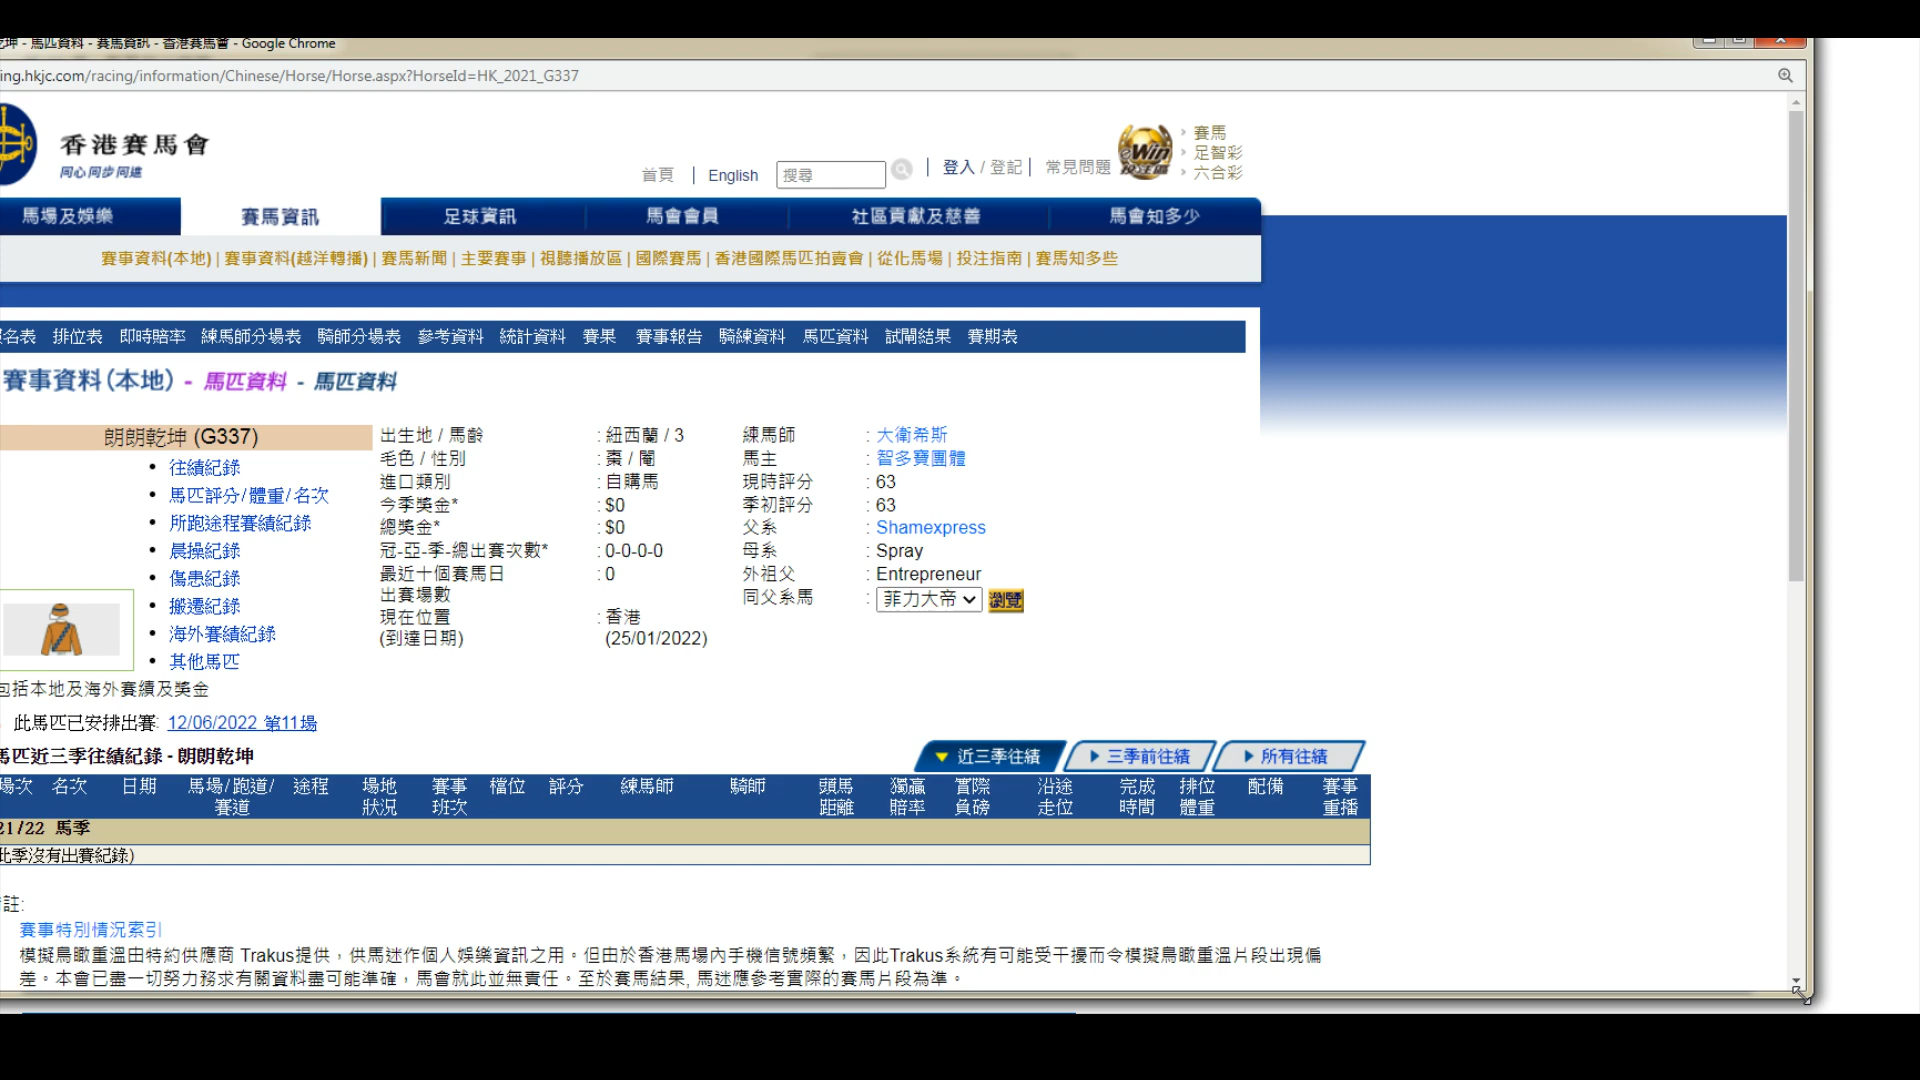 乾坤 - 馬匹資料 - 賽馬資訊 - 香港賽馬會 - Google Chrome
ing.hkjc.com/racing/information/Chinese/Horse/Horse.aspx?HorseId=HK_2021_G337
香港賽馬會
同心同步同進
首頁 | English 搜尋 | 登入 / 登記 | 常見問題
eWin 投注區
賽馬
足智彩
六合彩
馬場及娛樂 賽馬資訊 足球資訊 馬會會員 社區貢獻及慈善 馬會知多少
賽事資料(本地) | 賽事資料(越洋轉播) | 賽馬新聞 | 主要賽事 | 視聽播放區 | 國際賽馬 | 香港國際馬匹拍賣會 | 從化馬場 | 投注指南 | 賽馬知多些
名表 排位表 即時賠率 練馬師分場表 騎師分場表 參考資料 統計資料 賽果 賽事報告 騎練資料 馬匹資料 試閘結果 賽期表
賽事資料(本地) - 馬匹資料 - 馬匹資料
朗朗乾坤 (G337)
• 往績紀錄
• 馬匹評分/體重/名次
• 所跑途程賽績紀錄
• 晨操紀錄
• 傷患紀錄
• 搬遷紀錄
• 海外賽績紀錄
• 其他馬匹
出生地 / 馬齡 : 紐西蘭 / 3
毛色 / 性別 : 棗 / 閹
進口類別 : 自購馬
今季獎金* : $0
總獎金* : $0
冠-亞-季-總出賽次數* : 0-0-0-0
最近十個賽馬日 : 0
出賽場數
現在位置 : 香港
(到達日期) (25/01/2022)
練馬師 : 大衛希斯
馬主 : 智多寶團體
現時評分 : 63
季初評分 : 63
父系 : Shamexpress
母系 : Spray
外祖父 : Entrepreneur
同父系馬 : 菲力大帝 瀏覽
包括本地及海外賽績及獎金
此馬匹已安排出賽: 12/06/2022 第11場
馬匹近三季往績紀錄 - 朗朗乾坤
近三季往績 三季前往績 所有往績
場次 名次 日期 馬場/跑道/賽道 途程 場地狀況 賽事班次 檔位 評分 練馬師 騎師 頭馬距離 獨贏賠率 實際負磅 沿途走位 完成時間 排位體重 配備 賽事重播
21/22 馬季
此季沒有出賽紀錄)
註:
賽事特別情況索引
模擬鳥瞰重溫由特約供應商 Trakus提供，供馬迷作個人娛樂資訊之用。但由於香港馬場內手機信號頻繁，因此Trakus系統有可能受干擾而令模擬鳥瞰重溫片段出現偏
差。本會已盡一切努力務求有關資料盡可能準確，馬會就此並無責任。至於賽馬結果, 馬迷應參考實際的賽馬片段為準。